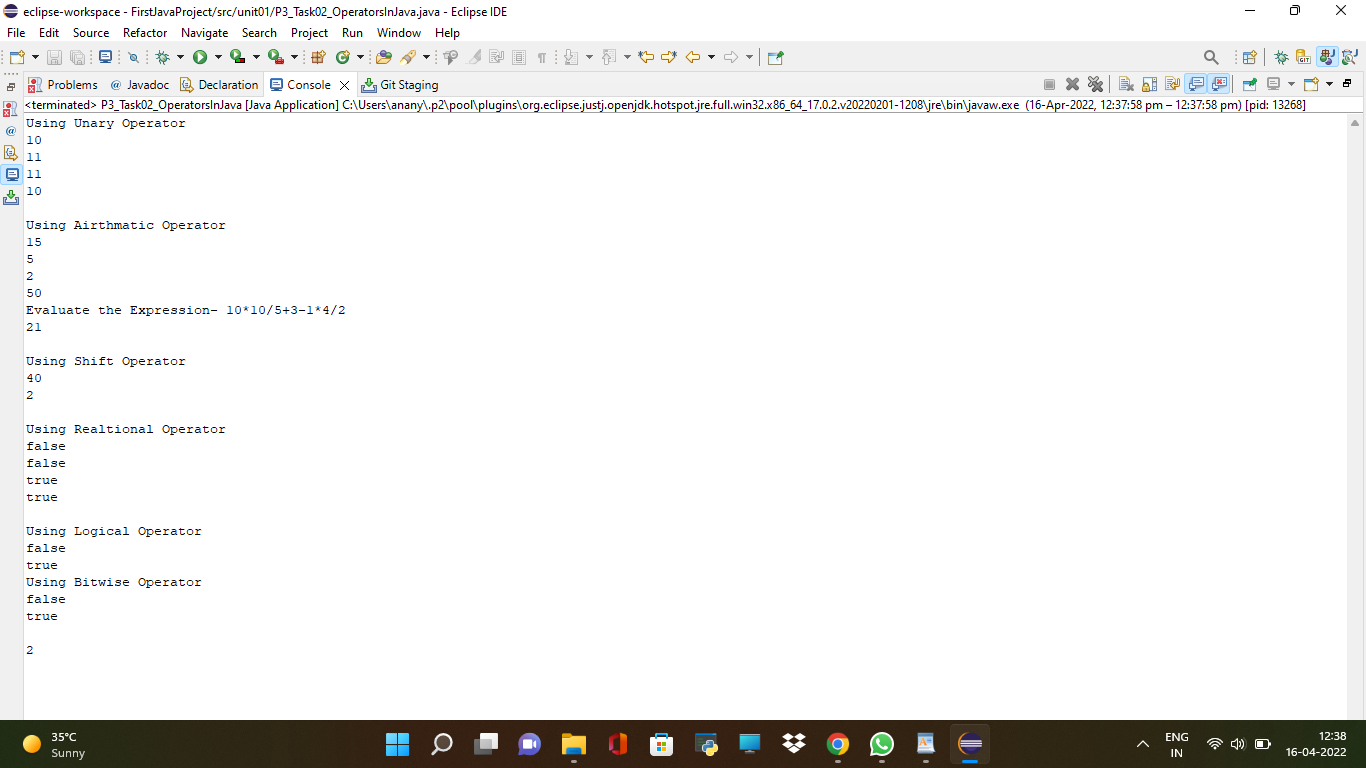 eclipse-workspace - FirstJavaProject/src/unit01/P3_Task02_OperatorsInJava.java - Eclipse IDE
File Edit Source Refactor Navigate Search Project Run Window Help
Problems @ Javadoc Declaration Console Git Staging
<terminated> P3_Task02_OperatorsInJava [Java Application] C:\Users\anany\.p2\pool\plugins\org.eclipse.justj.openjdk.hotspot.jre.full.win32.x86_64_17.0.2.v20220201-1208\jre\bin\javaw.exe (16-Apr-2022, 12:37:58 pm – 12:37:58 pm) [pid: 13268]
Using Unary Operator
10
11
11
10
Using Airthmatic Operator
15
5
2
50
Evaluate the Expression- 10*10/5+3-1*4/2
21
Using Shift Operator
40
2
Using Realtional Operator
false
false
true
true
Using Logical Operator
false
true
Using Bitwise Operator
false
true
2
35°C
Sunny
ENG
IN
12:38
16-04-2022